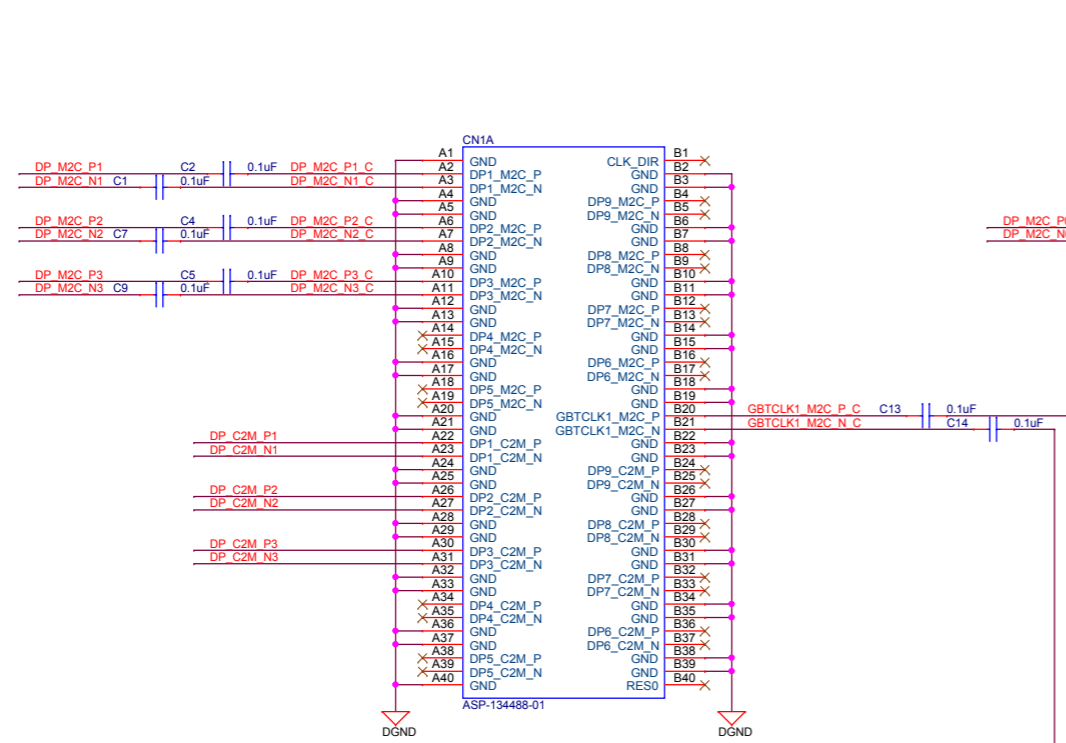 CN1A
A1 GND CLK_DIR B1
DP_M2C_P1 C2 0.1uF DP_M2C_P1_C A2 DP1_M2C_P GND B2
DP_M2C_N1 C1 0.1uF DP_M2C_N1_C A3 DP1_M2C_N GND B3
A4 GND DP9_M2C_P B4
A5 GND DP9_M2C_N B5
DP_M2C_P2 C4 0.1uF DP_M2C_P2_C A6 DP2_M2C_P GND B6 DP_M2C_P
DP_M2C_N2 C7 0.1uF DP_M2C_N2_C A7 DP2_M2C_N GND B7 DP_M2C_N
A8 GND DP8_M2C_P B8
A9 GND DP8_M2C_N B9
DP_M2C_P3 C5 0.1uF DP_M2C_P3_C A10 DP3_M2C_P GND B10
DP_M2C_N3 C9 0.1uF DP_M2C_N3_C A11 DP3_M2C_N GND B11
A12 GND DP7_M2C_P B12
A13 GND DP7_M2C_N B13
A14 DP4_M2C_P GND B14
A15 DP4_M2C_N GND B15
A16 GND DP6_M2C_P B16
A17 GND DP6_M2C_N B17
A18 DP5_M2C_P GND B18
A19 DP5_M2C_N GND B19
A20 GND GBTCLK1_M2C_P B20 GBTCLK1_M2C_P_C C13 0.1uF
A21 GND GBTCLK1_M2C_N B21 GBTCLK1_M2C_N_C C14 0.1uF
DP_C2M_P1 A22 DP1_C2M_P GND B22
DP_C2M_N1 A23 DP1_C2M_N GND B23
A24 GND DP9_C2M_P B24
A25 GND DP9_C2M_N B25
DP_C2M_P2 A26 DP2_C2M_P GND B26
DP_C2M_N2 A27 DP2_C2M_N GND B27
A28 GND DP8_C2M_P B28
A29 GND DP8_C2M_N B29
DP_C2M_P3 A30 DP3_C2M_P GND B30
DP_C2M_N3 A31 DP3_C2M_N GND B31
A32 GND DP7_C2M_P B32
A33 GND DP7_C2M_N B33
A34 DP4_C2M_P GND B34
A35 DP4_C2M_N GND B35
A36 GND DP6_C2M_P B36
A37 GND DP6_C2M_N B37
A38 DP5_C2M_P GND B38
A39 DP5_C2M_N GND B39
A40 GND RES0 B40
ASP-134488-01
DGND DGND